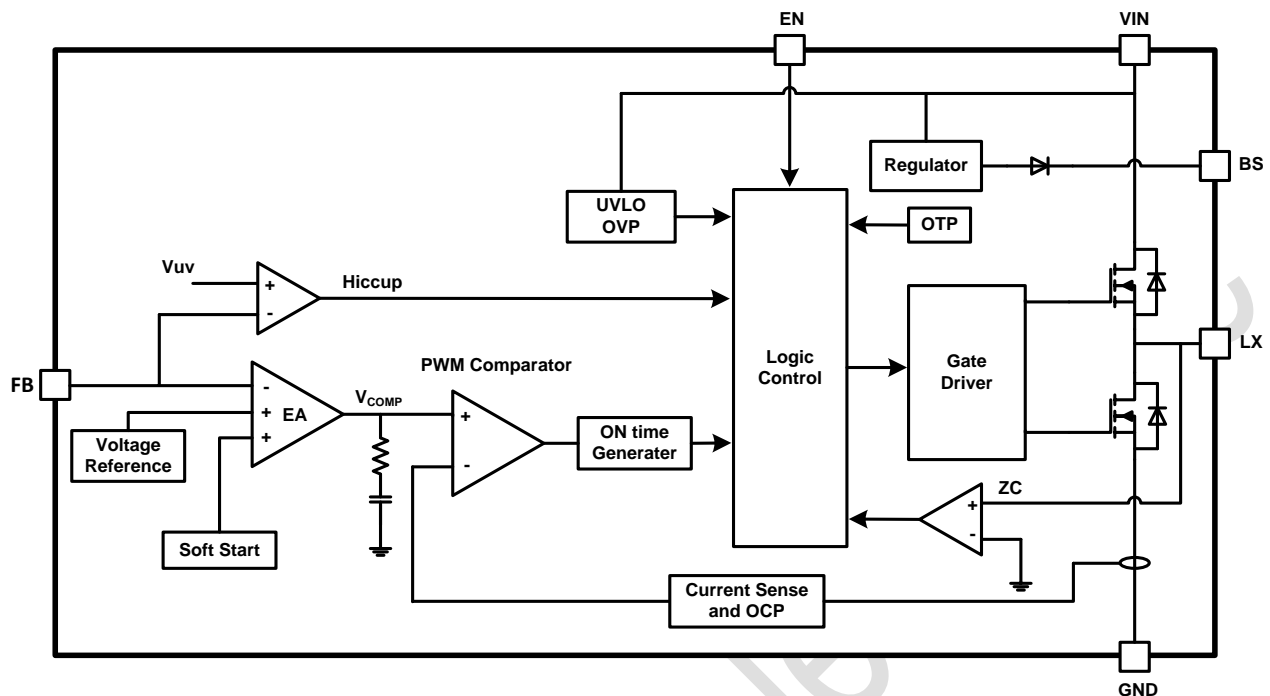 EN
VIN
Regulator
BS
UVLO
OVP
OTP
Vuv
+
-
Hiccup
Logic
Control
Gate
Driver
LX
FB
PWM Comparator
-
+
+
EA
VCOMP
+
-
ON time
Generater
Voltage
Reference
ZC
+
-
Soft Start
Current Sense
and OCP
GND